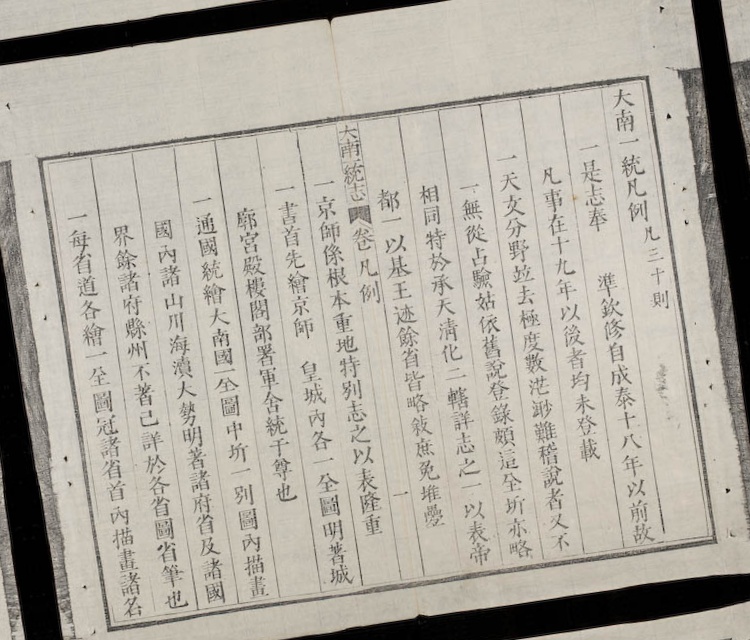 大南一統凡例 凡三十則
一是志奉 準欽修自成泰十八年以前故
凡事在十九年以後者均未登載
一天文分野並去極度數茫眇難稽說者又不
一無從占驗姑依舊說登錄頗這全圻亦略
相同特於承天清化二轄詳志之一以表帝
都一以基王迹餘省皆略敘庶免堆疊
大南統志 卷 凡例 一
一京師係根本重地特別志之以表隆重
一書首先繪京師 皇城內各一全圖明著城
廓宮殿樓閣部署軍舍統于尊也
一通國統繪大南國一全圖中圻一別圖內描畫
國內諸山川海瀆大勢明著諸府省及諸國
界餘諸府縣州不著已詳於各省圖省筆也
一每省道各繪一全圖冠諸省首內描畫諸名